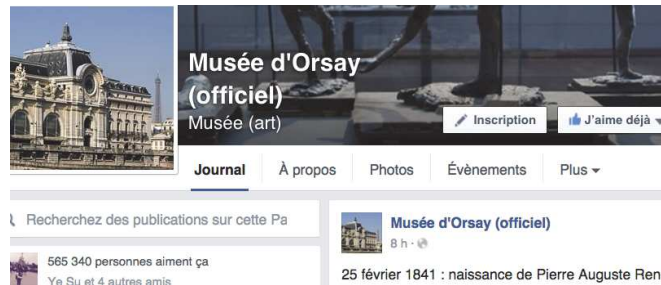 Musée d'Orsay
(officiel)
Musée (art)
Inscription
J'aime déjà
Journal
À propos
Photos
Évènements
Plus
Recherchez des publications sur cette Pa
565 340 personnes aiment ça
Ye Su et 4 autres amis
Musée d'Orsay (officiel)
8 h ·
25 février 1841 : naissance de Pierre Auguste Ren